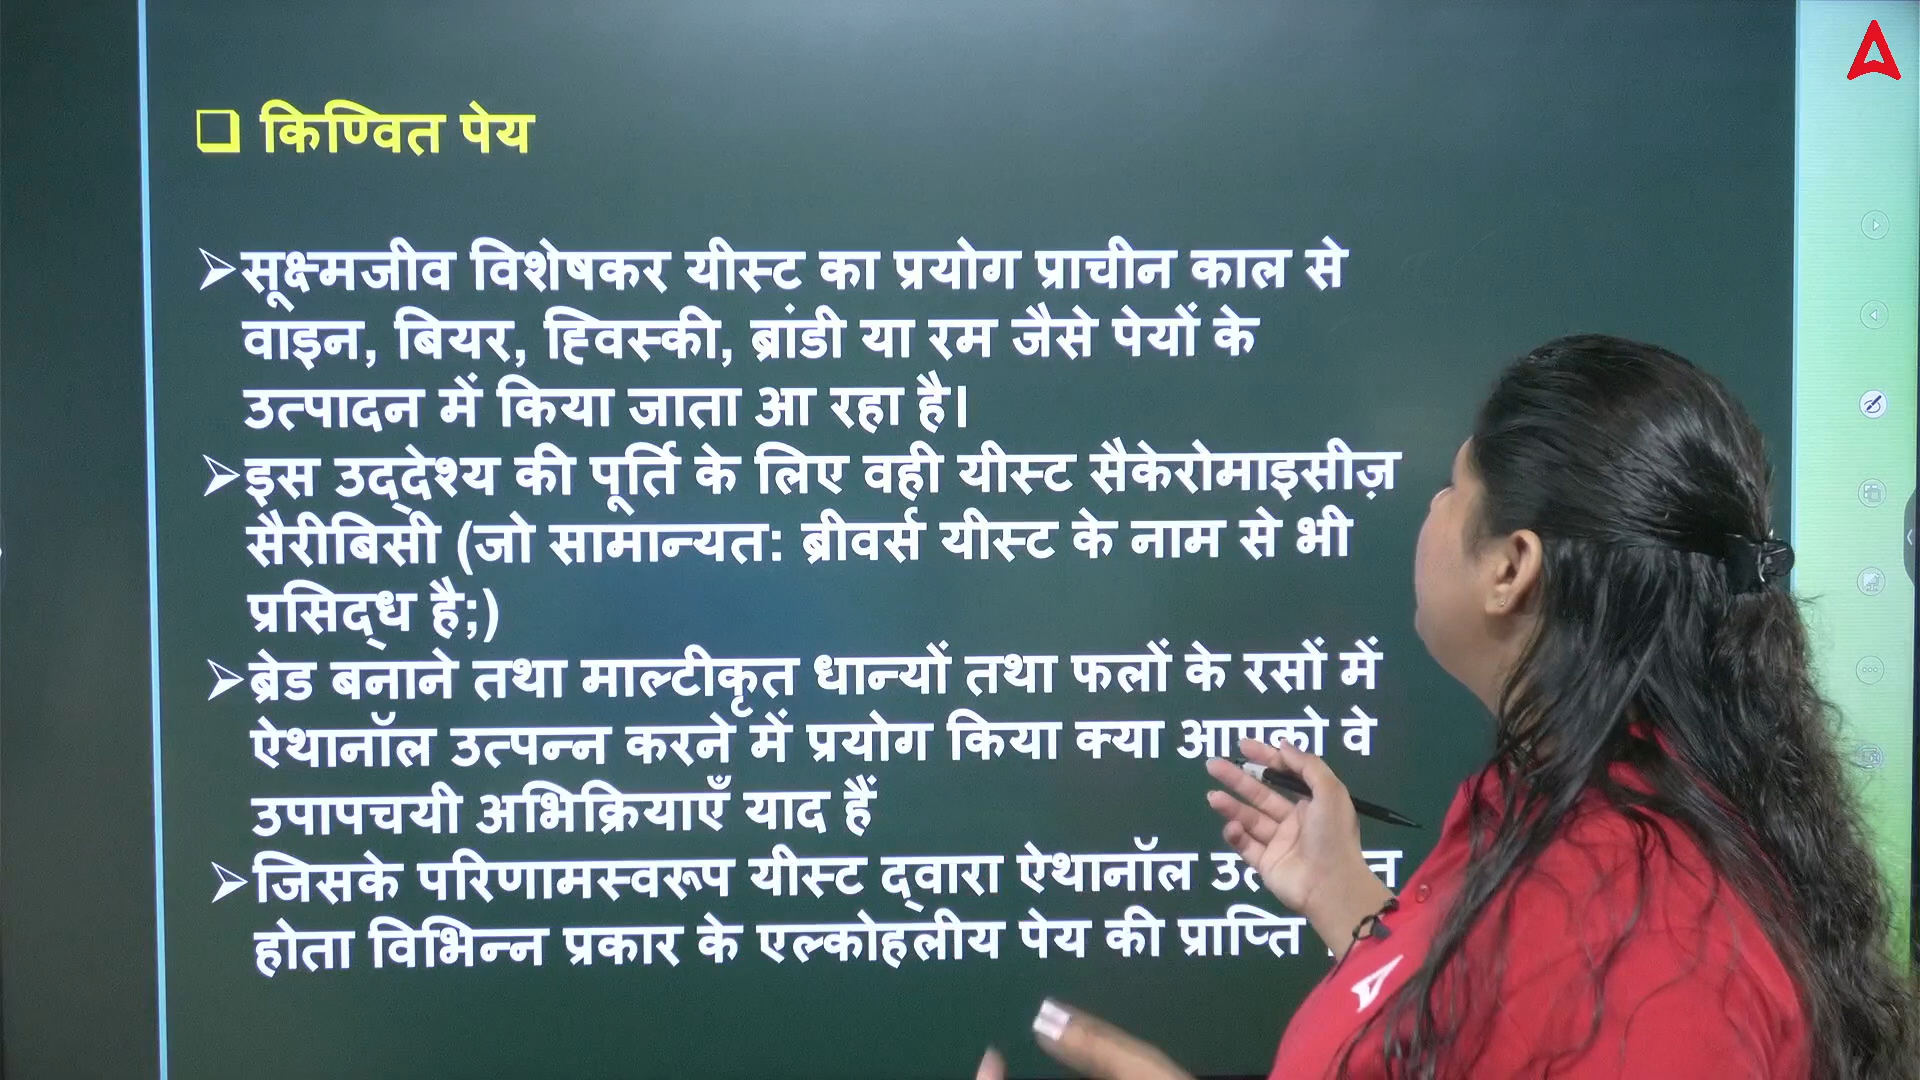 किण्वित पेय
सूक्ष्मजीव विशेषकर यीस्ट का प्रयोग प्राचीन काल से
वाइन, बियर, ह्विस्की, ब्रांडी या रम जैसे पेयों के
उत्पादन में किया जाता आ रहा है।
इस उद्देश्य की पूर्ति के लिए वही यीस्ट सैकेरोमाइसीज़
सैरीबिसी (जो सामान्यत: ब्रीवर्स यीस्ट के नाम से भी
प्रसिद्ध है;)
ब्रेड बनाने तथा माल्टीकृत धान्यों तथा फलों के रसों में
ऐथानॉल उत्पन्न करने में प्रयोग किया क्या आपको वे
उपापचयी अभिक्रियाएँ याद हैं
जिसके परिणामस्वरूप यीस्ट द्वारा ऐथानॉल
होता विभिन्न प्रकार के एल्कोहलीय पेय की प्राप्ति